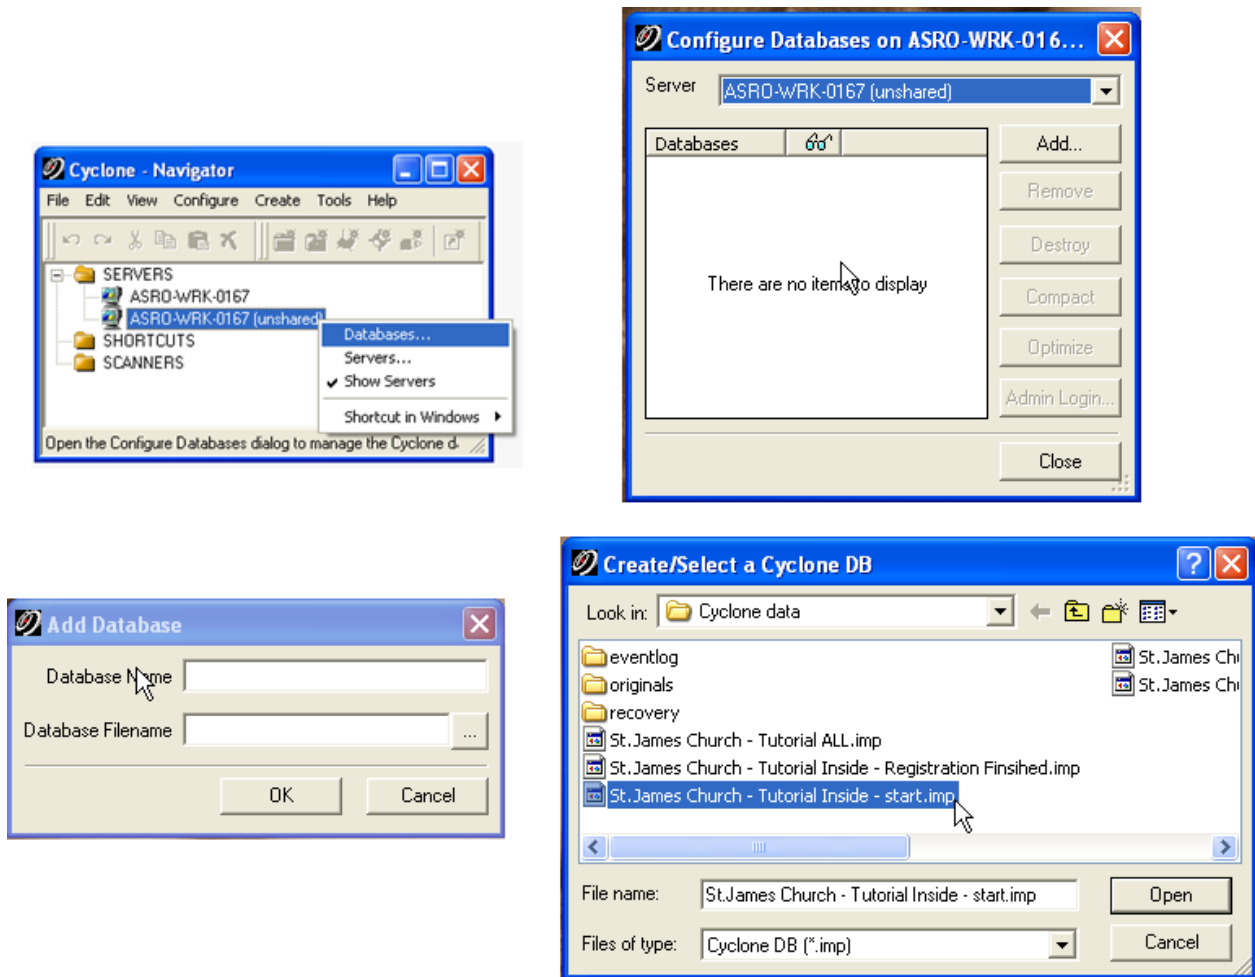 Cyclone - Navigator
File Edit View Configure Create Tools Help
SERVERS
ASRO-WRK-0167
ASRO-WRK-0167 (unshared)
SHORTCUTS
SCANNERS
Databases...
Servers...
Show Servers
Shortcut in Windows
Open the Configure Databases dialog to manage the Cyclone d
Configure Databases on ASRO-WRK-016...
Server ASRO-WRK-0167 (unshared)
Databases
There are no items to display
Add...
Remove
Destroy
Compact
Optimize
Admin Login...
Close
Add Database
Database Name
Database Filename ...
OK Cancel
Create/Select a Cyclone DB
Look in: Cyclone data
eventlog
originals
recovery
St.James Church - Tutorial ALL.imp
St.James Church - Tutorial Inside - Registration Finsihed.imp
St.James Church - Tutorial Inside - start.imp
St.James Ch
St.James Ch
File name: St.James Church - Tutorial Inside - start.imp Open
Files of type: Cyclone DB (*.imp) Cancel